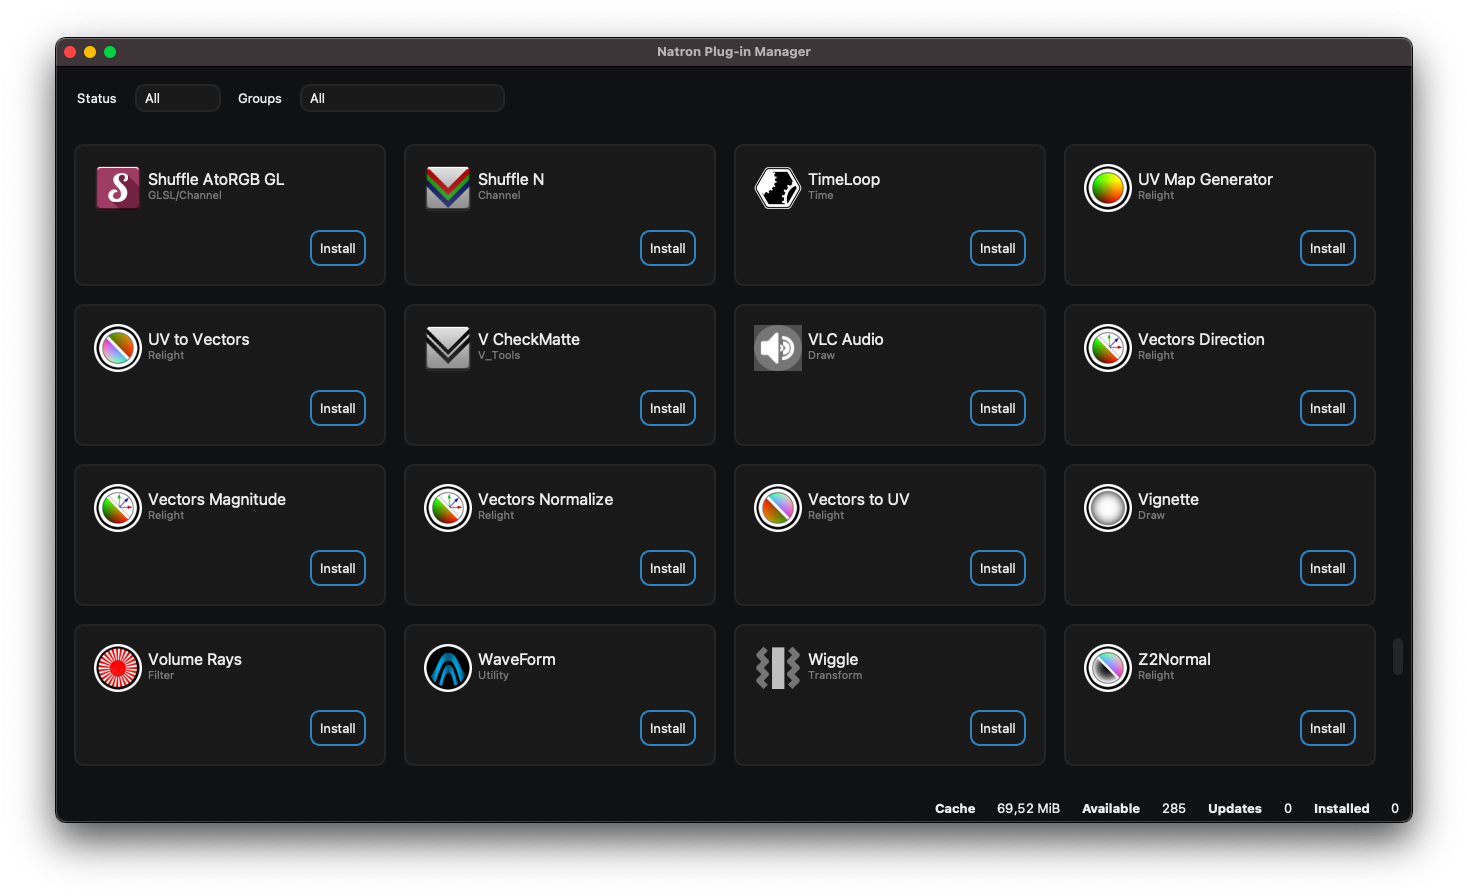 Natron Plug-in Manager
Status All Groups All
Shuffle AtoRGB GL
GLSL/Channel
Install
Shuffle N
Channel
Install
TimeLoop
Time
Install
UV Map Generator
Relight
Install
UV to Vectors
Relight
Install
V CheckMatte
V_Tools
Install
VLC Audio
Draw
Install
Vectors Direction
Relight
Install
Vectors Magnitude
Relight
Install
Vectors Normalize
Relight
Install
Vectors to UV
Relight
Install
Vignette
Draw
Install
Volume Rays
Filter
Install
WaveForm
Utility
Install
Wiggle
Transform
Install
Z2Normal
Relight
Install
Cache 69,52 MiB Available 285 Updates 0 Installed 0